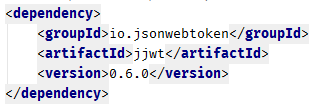 <dependency>
    <groupId>io.jsonwebtoken</groupId>
    <artifactId>jjwt</artifactId>
    <version>0.6.0</version>
</dependency>